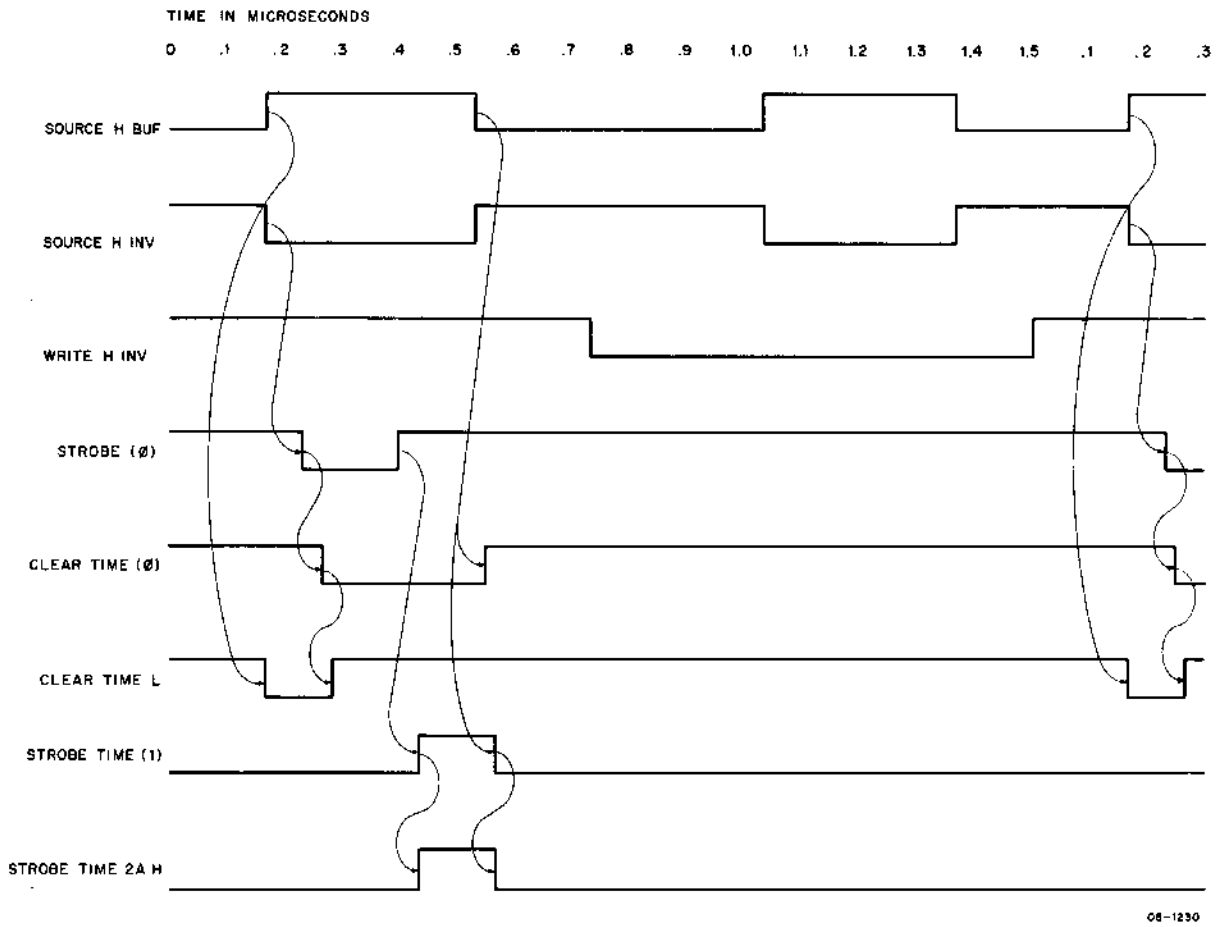 TIME IN MICROSECONDS
0 .1 .2 .3 .4 .5 .6 .7 .8 .9 1.0 1.1 1.2 1.3 1.4 1.5 .1 .2 .3
SOURCE H BUF
SOURCE H INV
WRITE H INV
STROBE (Ø)
CLEAR TIME (Ø)
CLEAR TIME L
STROBE TIME (1)
STROBE TIME 2A H
08-1230